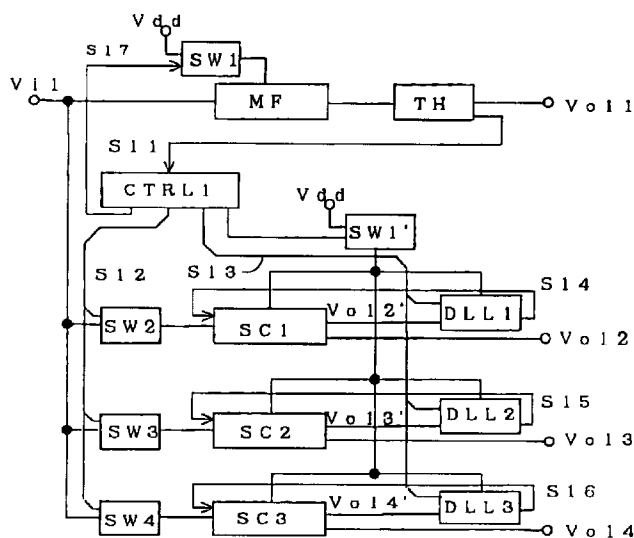 Vdd
S17
SW1
Vi1
MF
TH
Vo11
S11
CTRL1
Vdd
SW1'
S12
S13
S14
SW2
SC1
Vo12'
DLL1
Vo12
S15
SW3
SC2
Vo13'
DLL2
Vo13
S16
SW4
SC3
Vo14'
DLL3
Vo14